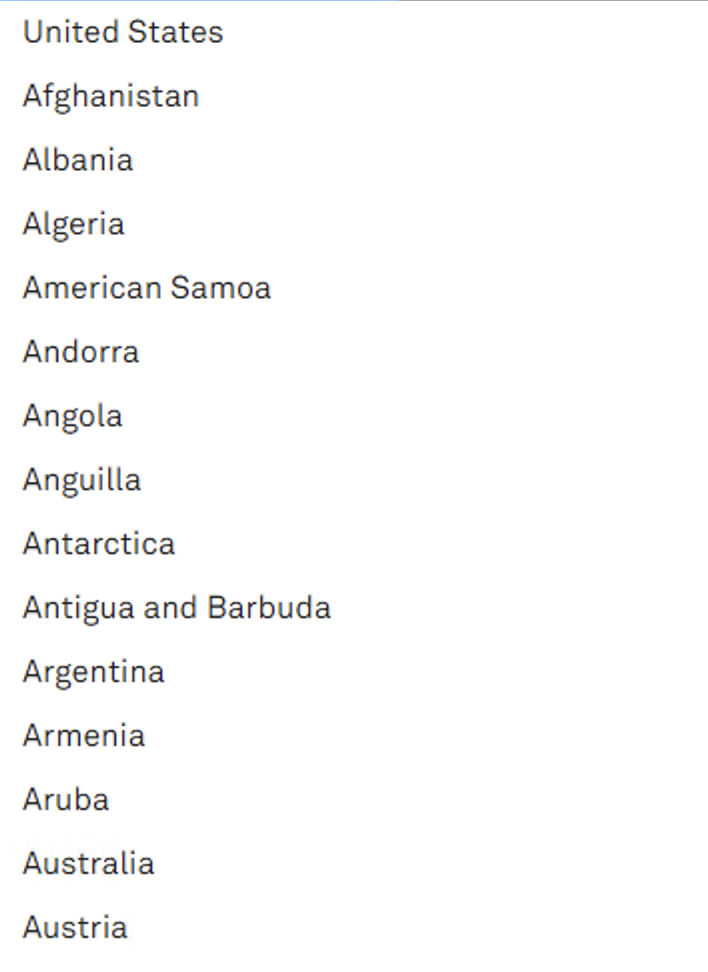 United States
Afghanistan
Albania
Algeria
American Samoa
Andorra
Angola
Anguilla
Antarctica
Antigua and Barbuda
Argentina
Armenia
Aruba
Australia
Austria